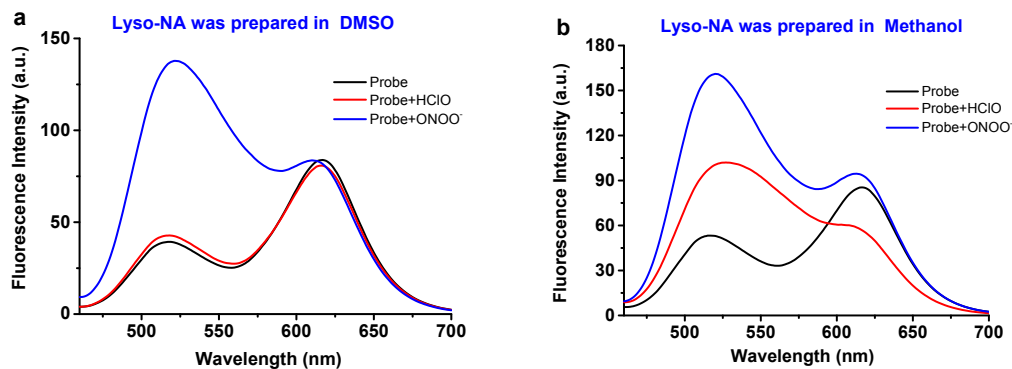 a
Lyso-NA was prepared in DMSO
Fluorescence Intensity (a.u.)
150
100
50
0
Probe
Probe+HClO
Probe+ONOO⁻
500 550 600 650 700
Wavelength (nm)
b
Lyso-NA was prepared in Methanol
Fluorescence Intensity (a.u.)
180
150
120
90
60
30
0
Probe
Probe+HClO
Probe+ONOO⁻
500 550 600 650 700
Wavelength (nm)